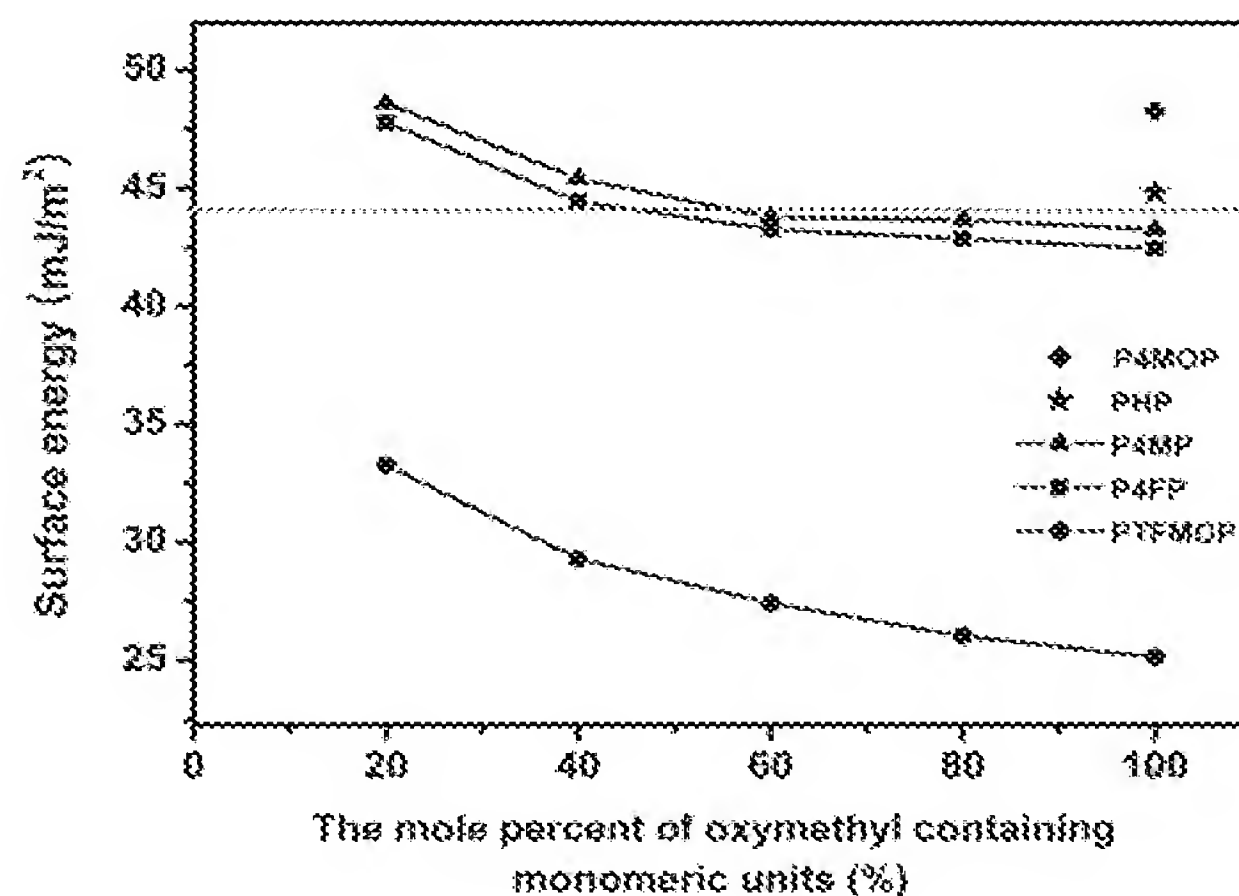 50
45
40
35
30
25
Surface energy (mJ/m²)
P4MOP
PHP
P4MP
P4FP
PTFMOP
0 20 40 60 80 100
The mole percent of oxymethyl containing
monomeric units (%)